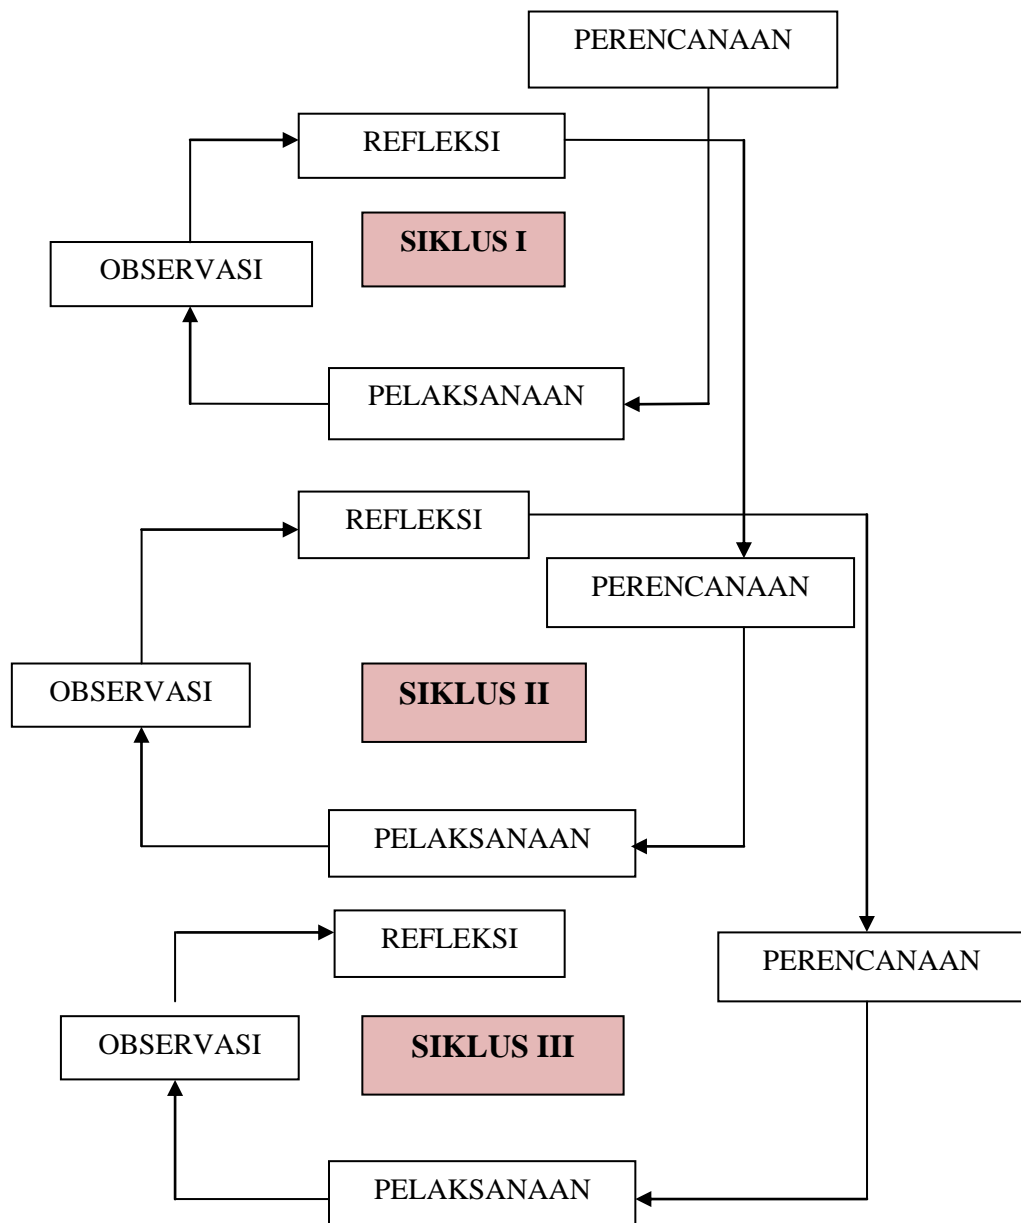 PERENCANAAN
REFLEKSI
SIKLUS I
OBSERVASI
PELAKSANAAN
REFLEKSI
PERENCANAAN
OBSERVASI
SIKLUS II
PELAKSANAAN
REFLEKSI
PERENCANAAN
OBSERVASI
SIKLUS III
PELAKSANAAN